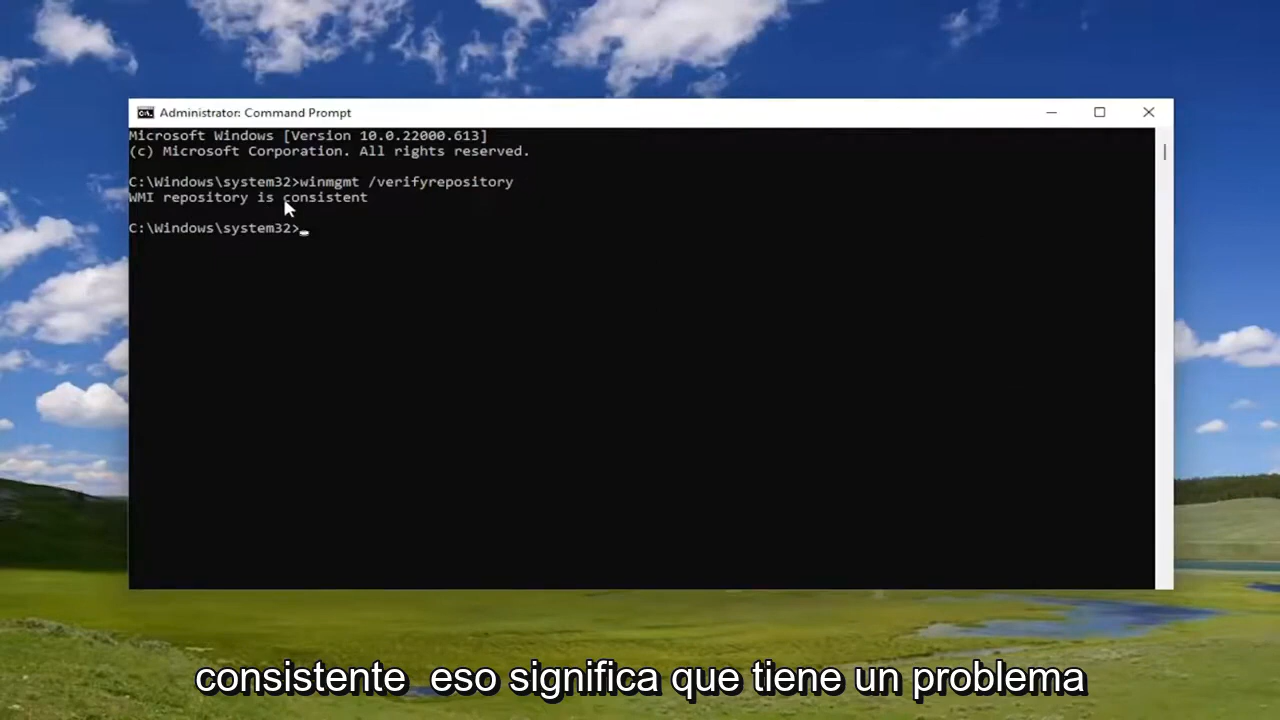 Administrator: Command Prompt
Microsoft Windows [Version 10.0.22000.613]
(c) Microsoft Corporation. All rights reserved.
C:\Windows\system32>winmgmt /verifyrepository
WMI repository is consistent
C:\Windows\system32>
consistente eso significa que tiene un problema